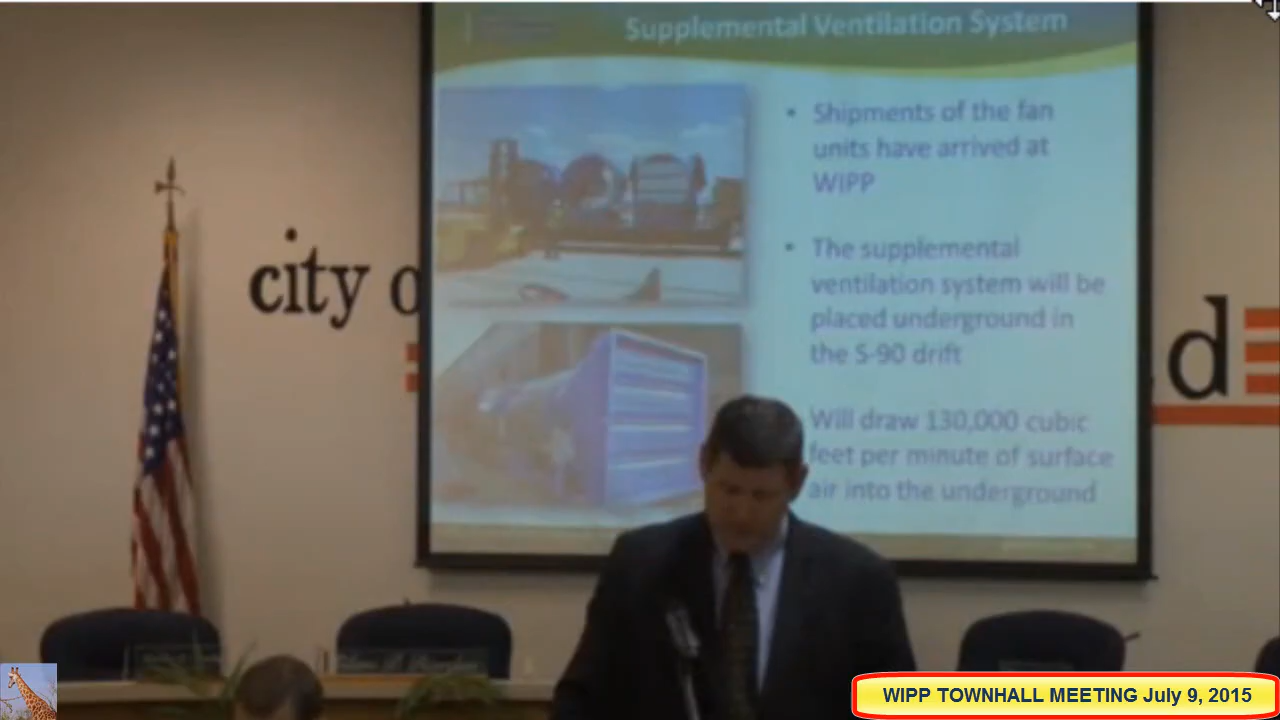 Supplemental Ventilation System
• Shipments of the fan
units have arrived at
WIPP
• The supplemental
ventilation system will be
placed underground in
the S-90 drift
Will draw 130,000 cubic
feet per minute of surface
air into the underground
city o
d
WIPP TOWNHALL MEETING July 9, 2015